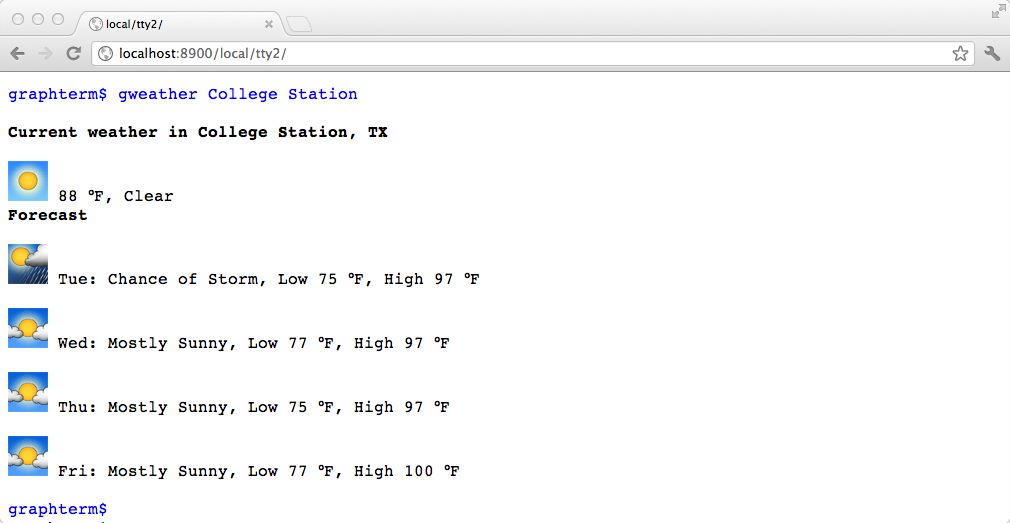 local/tty2/
localhost:8900/local/tty2/
graphterm$ gweather College Station
Current weather in College Station, TX
88 ºF, Clear
Forecast
Tue: Chance of Storm, Low 75 ºF, High 97 ºF
Wed: Mostly Sunny, Low 77 ºF, High 97 ºF
Thu: Mostly Sunny, Low 75 ºF, High 97 ºF
Fri: Mostly Sunny, Low 77 ºF, High 100 ºF
graphterm$